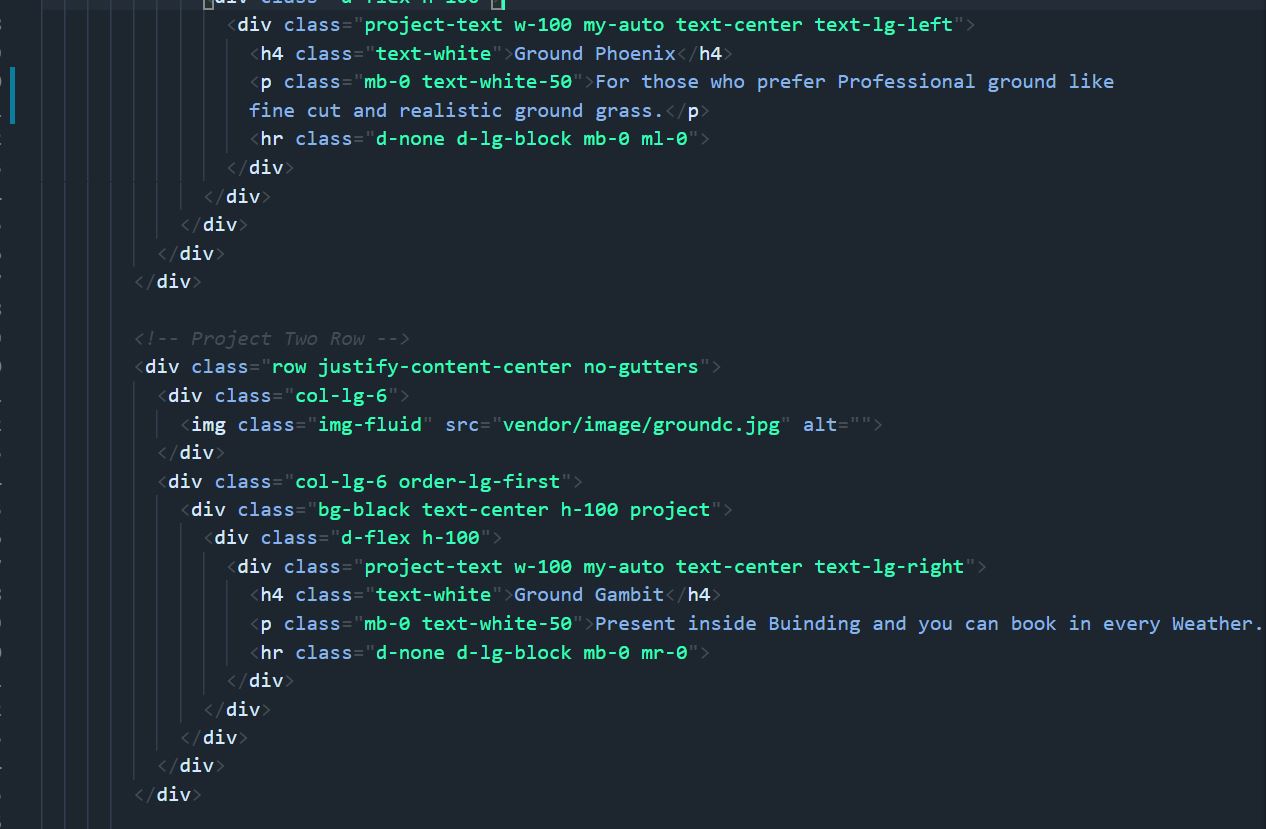 <div class="d-flex h-100">
<div class="project-text w-100 my-auto text-center text-lg-left">
<h4 class="text-white">Ground Phoenix</h4>
<p class="mb-0 text-white-50">For those who prefer Professional ground like
fine cut and realistic ground grass.</p>
<hr class="d-none d-lg-block mb-0 ml-0">
</div>
</div>
</div>
</div>
</div>
<!-- Project Two Row -->
<div class="row justify-content-center no-gutters">
<div class="col-lg-6">
<img class="img-fluid" src="vendor/image/groundc.jpg" alt="">
</div>
<div class="col-lg-6 order-lg-first">
<div class="bg-black text-center h-100 project">
<div class="d-flex h-100">
<div class="project-text w-100 my-auto text-center text-lg-right">
<h4 class="text-white">Ground Gambit</h4>
<p class="mb-0 text-white-50">Present inside Buinding and you can book in every Weather.
<hr class="d-none d-lg-block mb-0 mr-0">
</div>
</div>
</div>
</div>
</div>